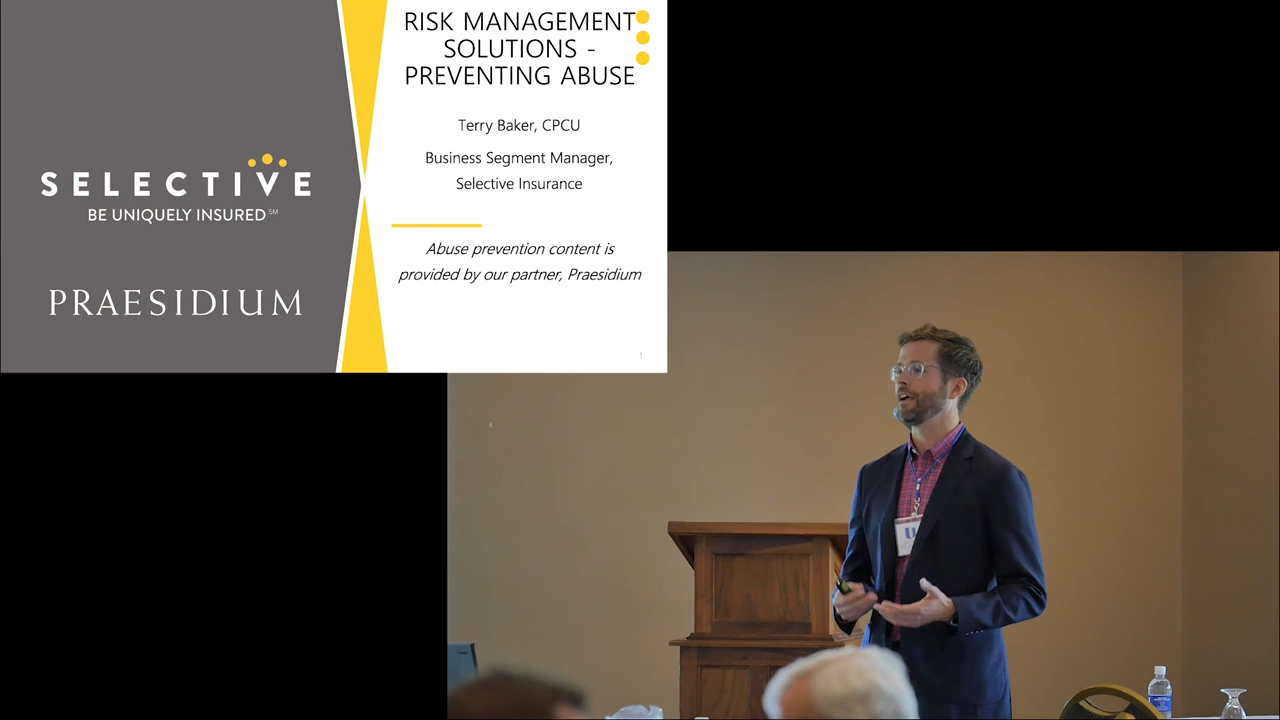 SELECTIVE
BE UNIQUELY INSURED℠
PRAESIDIUM
RISK MANAGEMENT
SOLUTIONS -
PREVENTING ABUSE
Terry Baker, CPCU
Business Segment Manager,
Selective Insurance
Abuse prevention content is
provided by our partner, Praesidium
1